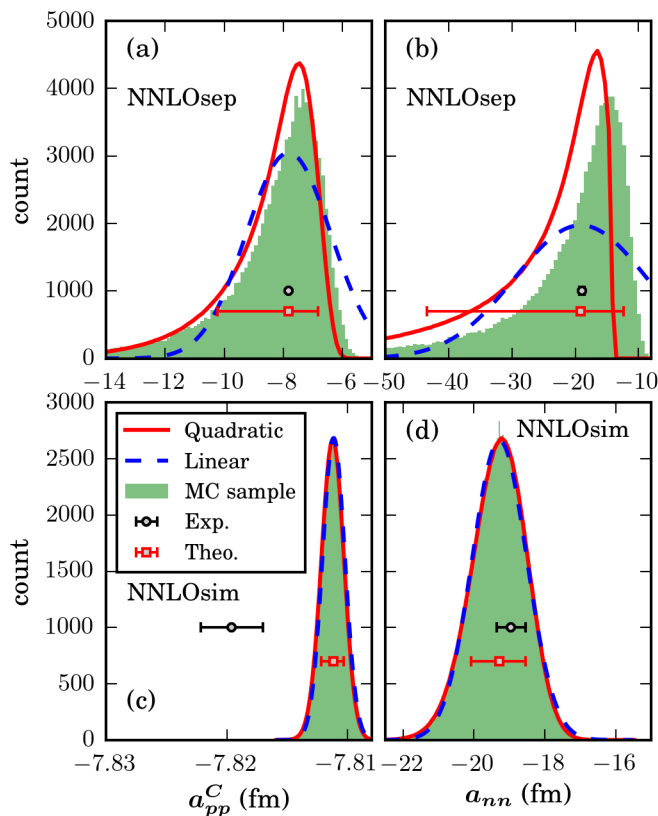 5000
4000
3000
2000
1000
0
count
(a)
NNLOsep
−14 −12 −10 −8 −6
(b)
NNLOsep
−50 −40 −30 −20 −10
3000
2500
2000
1500
1000
500
0
count
Quadratic
Linear
MC sample
Exp.
Theo.
NNLOsim
(c)
−7.83 −7.82 −7.81
a_{pp}^{C} (fm)
(d)
NNLOsim
−22 −20 −18 −16
a_{nn} (fm)